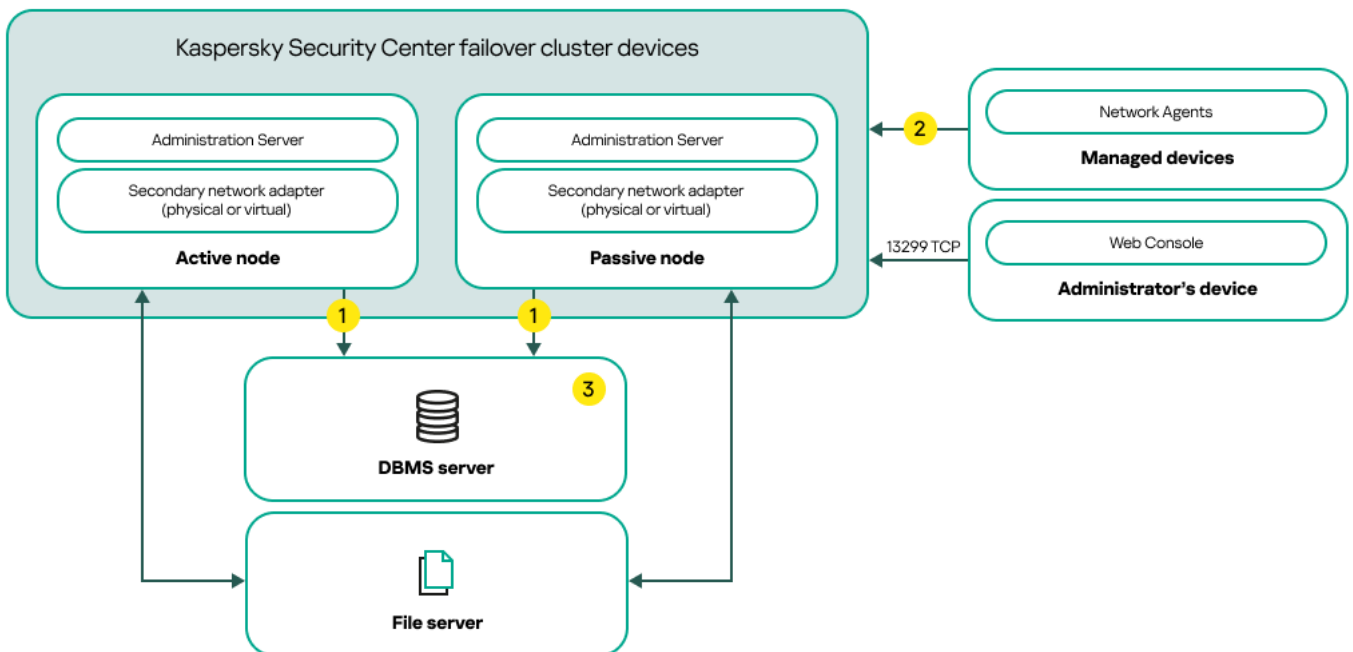 Kaspersky Security Center failover cluster devices
Administration Server
Secondary network adapter
(physical or virtual)
Active node
Administration Server
Secondary network adapter
(physical or virtual)
Passive node
2
Network Agents
Managed devices
13299 TCP
Web Console
Administrator's device
1
1
3
DBMS server
File server